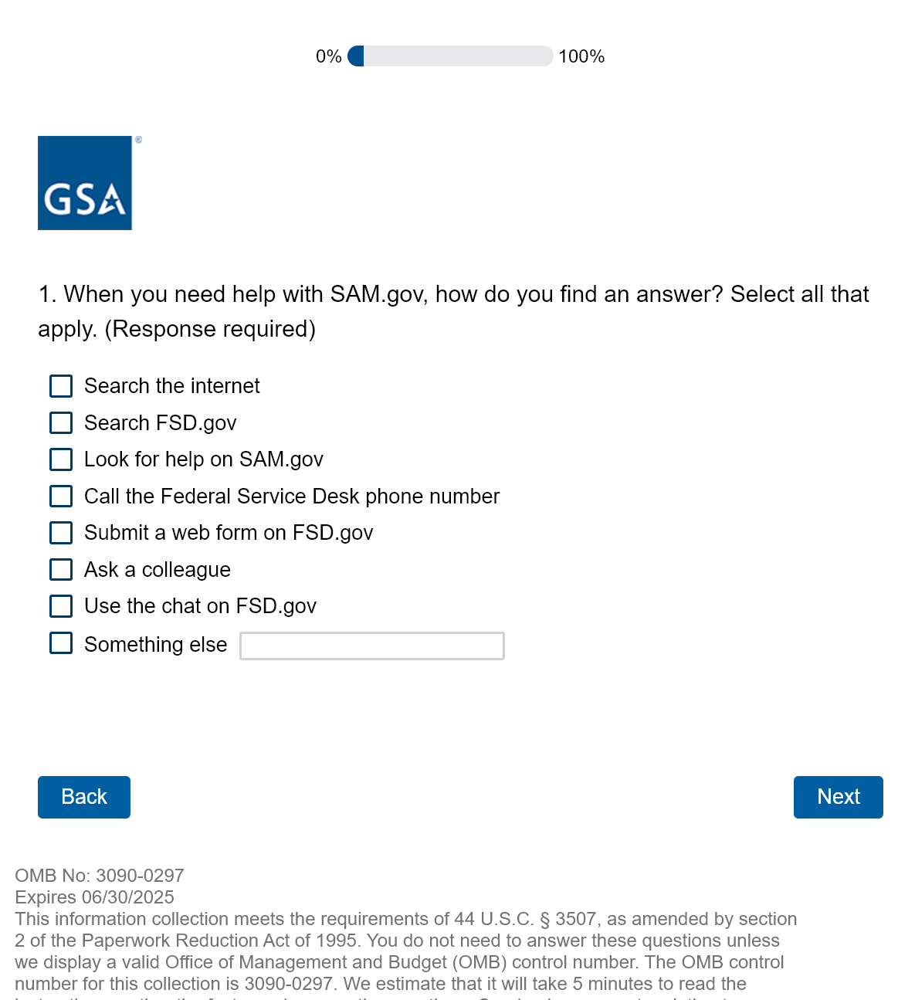 0% 100%
GSA
1. When you need help with SAM.gov, how do you find an answer? Select all that
apply. (Response required)
Search the internet
Search FSD.gov
Look for help on SAM.gov
Call the Federal Service Desk phone number
Submit a web form on FSD.gov
Ask a colleague
Use the chat on FSD.gov
Something else
Back Next
OMB No: 3090-0297
Expires 06/30/2025
This information collection meets the requirements of 44 U.S.C. § 3507, as amended by section
2 of the Paperwork Reduction Act of 1995. You do not need to answer these questions unless
we display a valid Office of Management and Budget (OMB) control number. The OMB control
number for this collection is 3090-0297. We estimate that it will take 5 minutes to read the